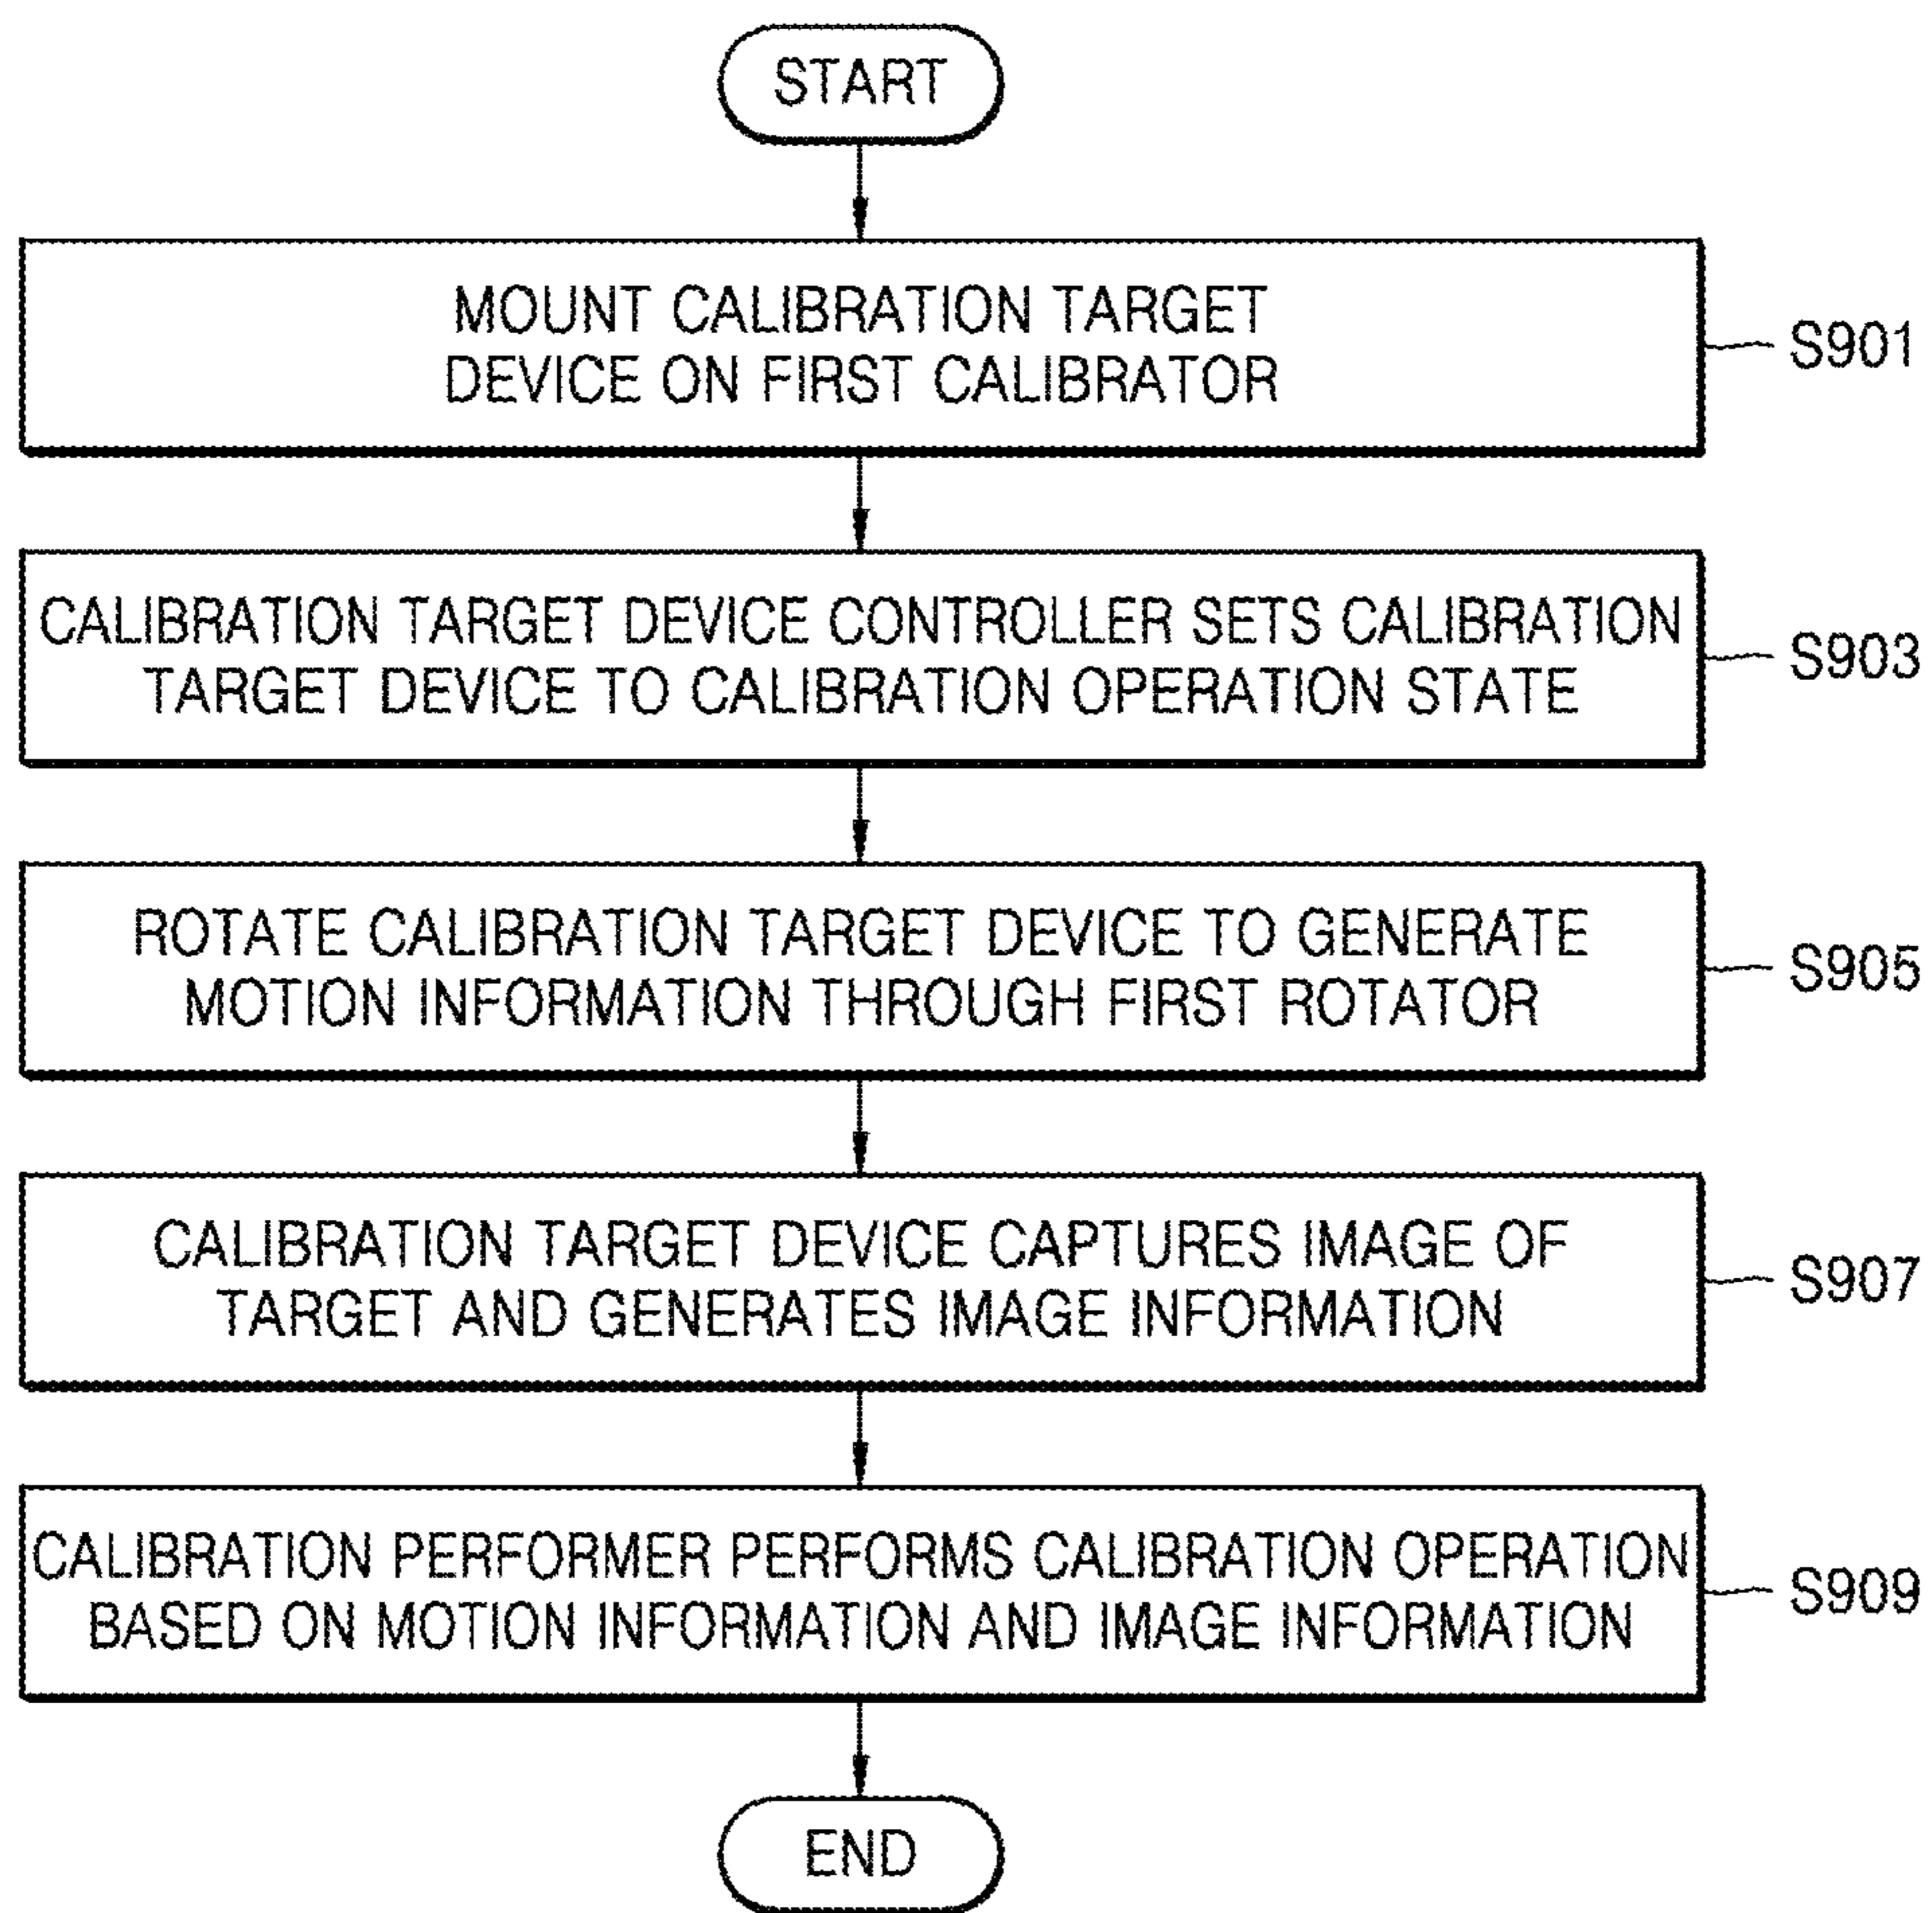 START
MOUNT CALIBRATION TARGET
DEVICE ON FIRST CALIBRATOR
S901
CALIBRATION TARGET DEVICE CONTROLLER SETS CALIBRATION
TARGET DEVICE TO CALIBRATION OPERATION STATE
S903
ROTATE CALIBRATION TARGET DEVICE TO GENERATE
MOTION INFORMATION THROUGH FIRST ROTATOR
S905
CALIBRATION TARGET DEVICE CAPTURES IMAGE OF
TARGET AND GENERATES IMAGE INFORMATION
S907
CALIBRATION PERFORMER PERFORMS CALIBRATION OPERATION
BASED ON MOTION INFORMATION AND IMAGE INFORMATION
S909
END